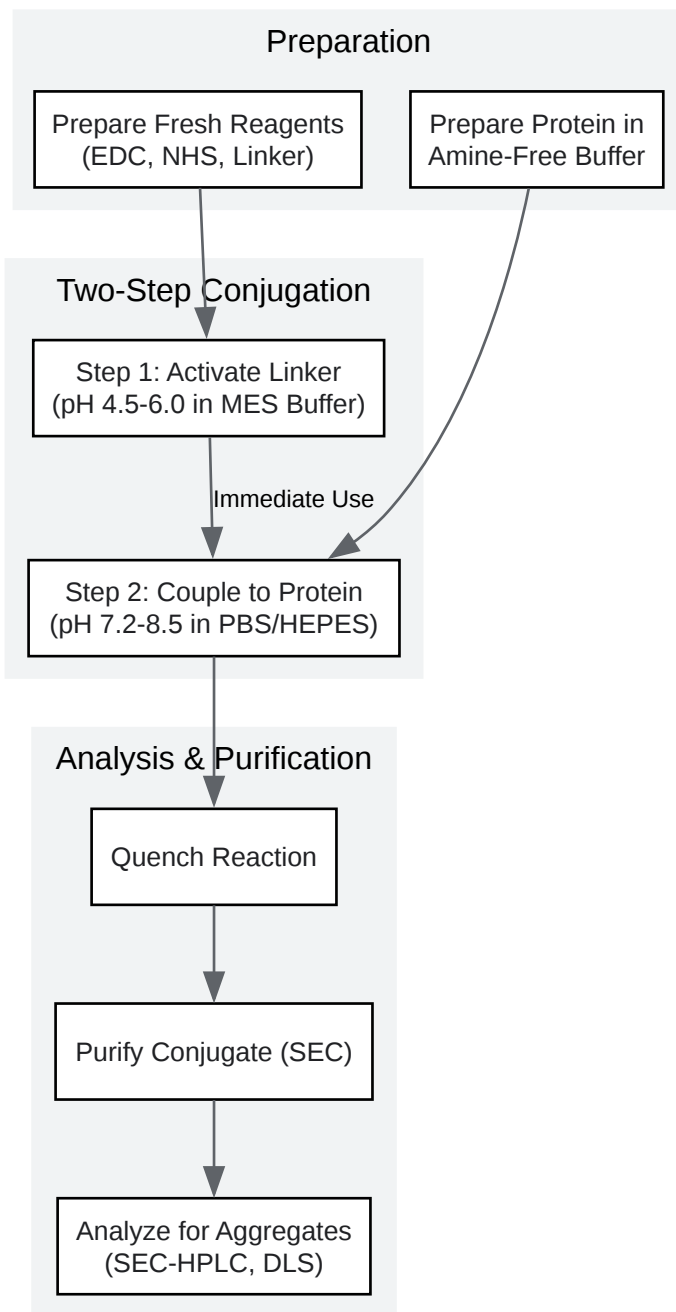 Preparation
Prepare Fresh Reagents
(EDC, NHS, Linker)
Prepare Protein in
Amine-Free Buffer
Two-Step Conjugation
Step 1: Activate Linker
(pH 4.5-6.0 in MES Buffer)
Immediate Use
Step 2: Couple to Protein
(pH 7.2-8.5 in PBS/HEPES)
Analysis & Purification
Quench Reaction
Purify Conjugate (SEC)
Analyze for Aggregates
(SEC-HPLC, DLS)